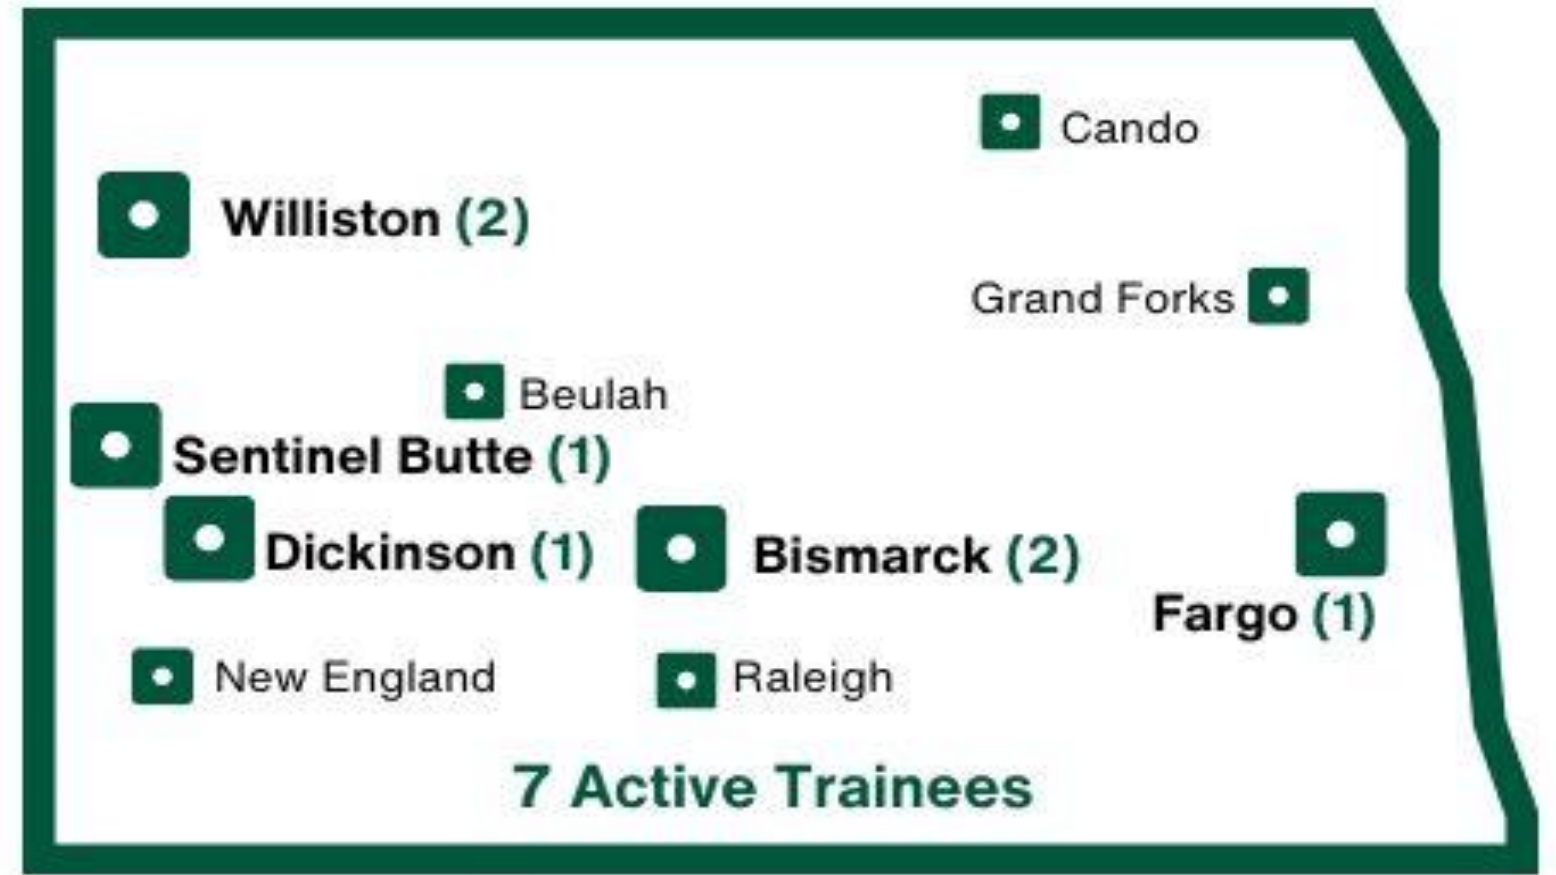 Cando
Williston (2)
Grand Forks
Beulah
Sentinel Butte (1)
Dickinson (1)
Bismarck (2)
Fargo (1)
New England
Raleigh
7 Active Trainees